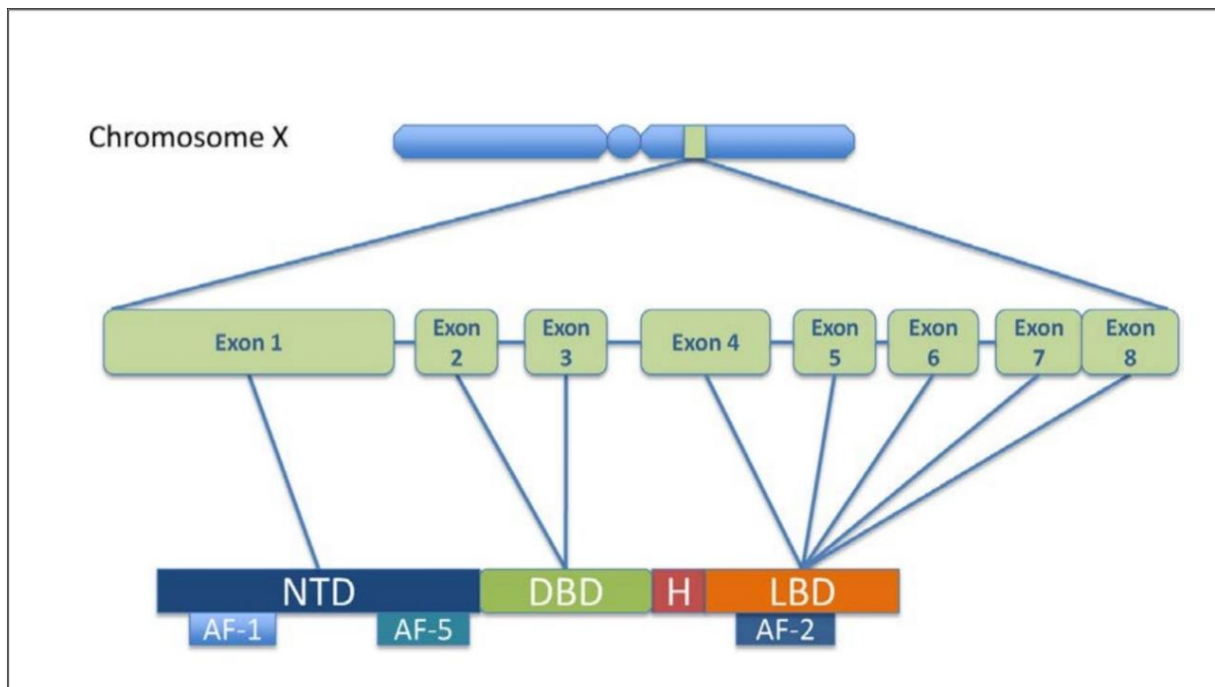 Chromosome X
Exon 1
Exon
2
Exon
3
Exon 4
Exon
5
Exon
6
Exon
7
Exon
8
NTD
DBD
H
LBD
AF-1
AF-5
AF-2